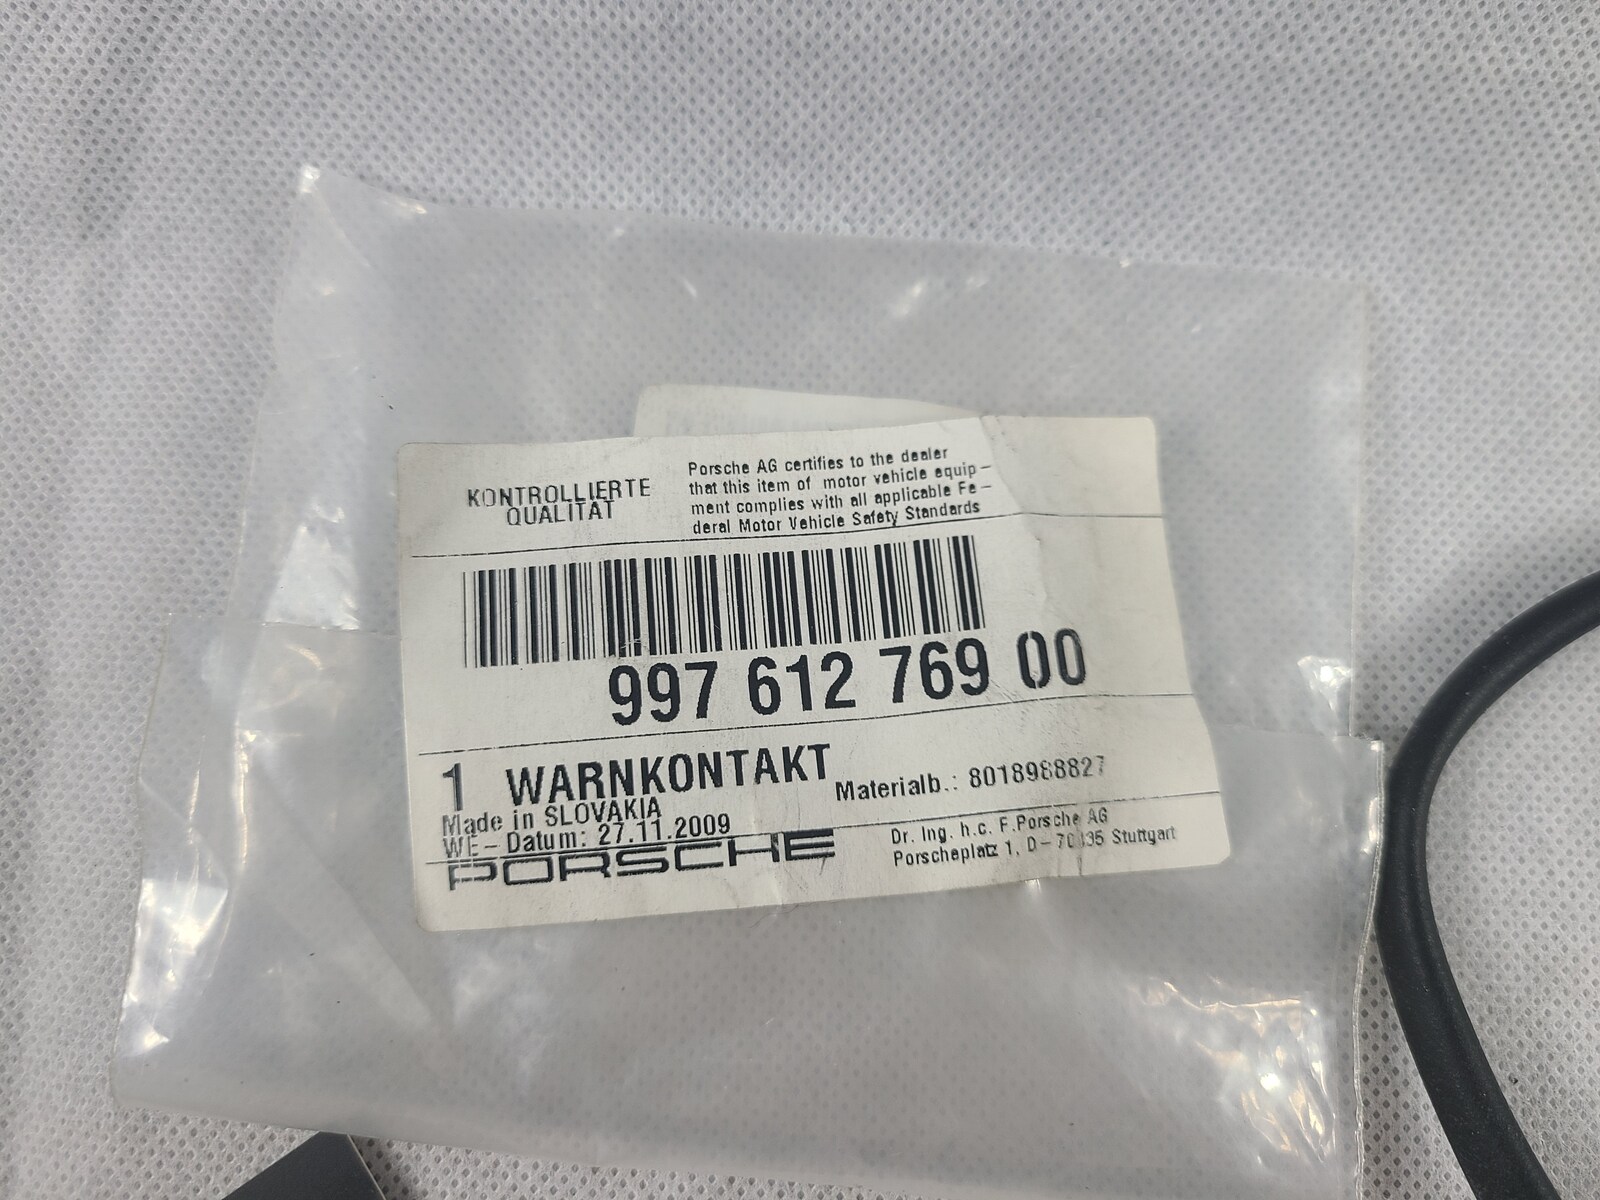 KONTROLLIERTE
QUALITÄT
Porsche AG certifies to the dealer
that this item of motor vehicle equip-
ment complies with all applicable Fe-
deral Motor Vehicle Safety Standards
997 612 769 00
1 WARNKONTAKT
Materialb.: 8018988827
Made in SLOVAKIA
WE-Datum: 27.11.2009
PORSCHE
Dr. Ing. h.c. F.Porsche AG
Porscheplatz 1, D-70435 Stuttgart